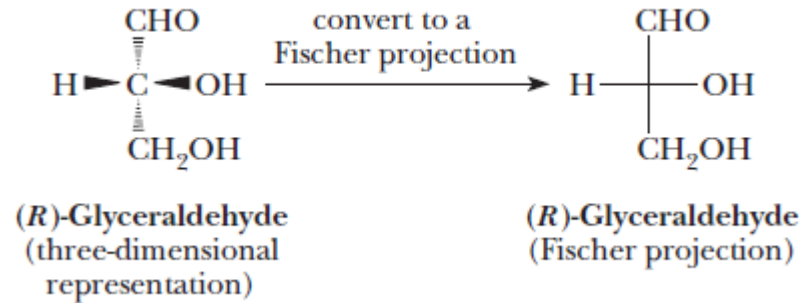 CHO
convert to a
Fischer projection
CHO
H C OH
H OH
CH₂OH
CH₂OH
(R)-Glyceraldehyde
(three-dimensional
representation)
(R)-Glyceraldehyde
(Fischer projection)